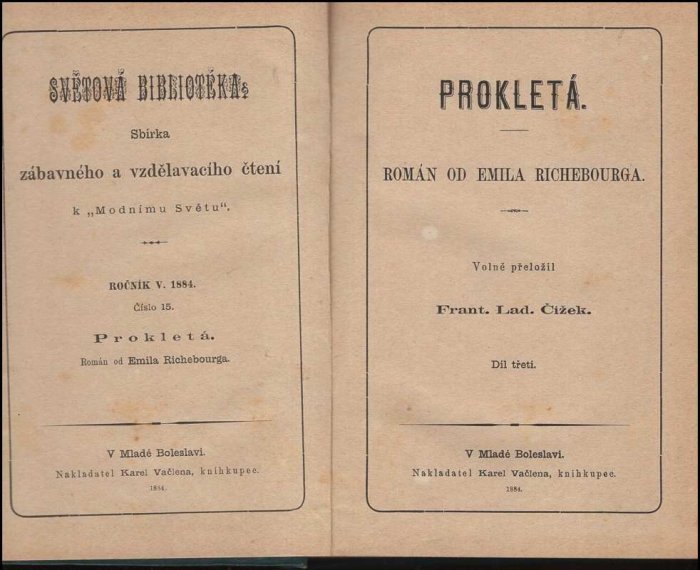 SVĚTOVÁ BIBLIOTÉKA.
Sbírka
zábavného a vzdělavacího čtení
k „Modnímu Světu“.
ROČNÍK V. 1884.
Číslo 15.
Prokletá.
Román od Emila Richebourga.
V Mladé Boleslavi.
Nakladatel Karel Vačlena, knihkupec.
1884.
PROKLETÁ.
ROMÁN OD EMILA RICHEBOURGA.
Volně přeložil
Frant. Lad. Čížek.
Díl třetí.
V Mladé Boleslavi.
Nakladatel Karel Vačlena, knihkupec.
1884.